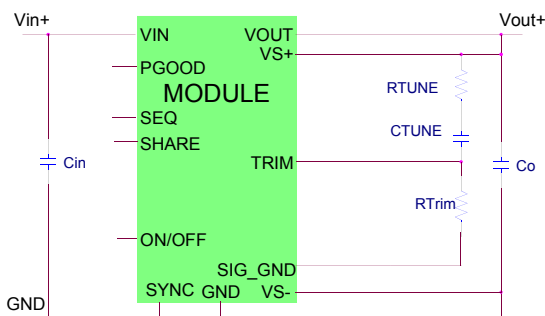 Vin+
Vout+
VIN
VOUT
VS+
PGOOD
MODULE
RTUNE
SEQ
CTUNE
SHARE
Cin
TRIM
Co
RTrim
ON/OFF
SIG_GND
GND
SYNC
GND
VS-